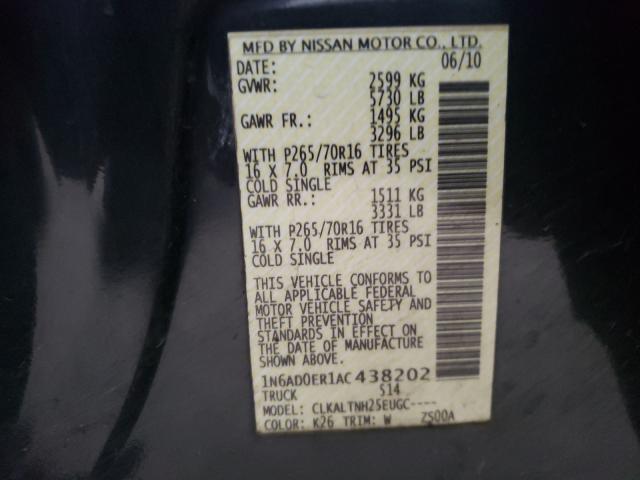 MFD BY NISSAN MOTOR CO., LTD.
DATE: 06/10
GVWR: 2599 KG
5730 LB
GAWR FR.: 1495 KG
3296 LB
WITH P265/70R16 TIRES
16 X 7.0 RIMS AT 35 PSI
COLD SINGLE
GAWR RR.: 1511 KG
3331 LB
WITH P265/70R16 TIRES
16 X 7.0 RIMS AT 35 PSI
COLD SINGLE
THIS VEHICLE CONFORMS TO
ALL APPLICABLE FEDERAL
MOTOR VEHICLE SAFETY AND
THEFT PREVENTION
STANDARDS IN EFFECT ON
THE DATE OF MANUFACTURE
SHOWN ABOVE.
1N6AD0ER1AC438202
TRUCK S14
MODEL: CLKALTNH25EUGC----
COLOR: K26 TRIM: W ZS00A